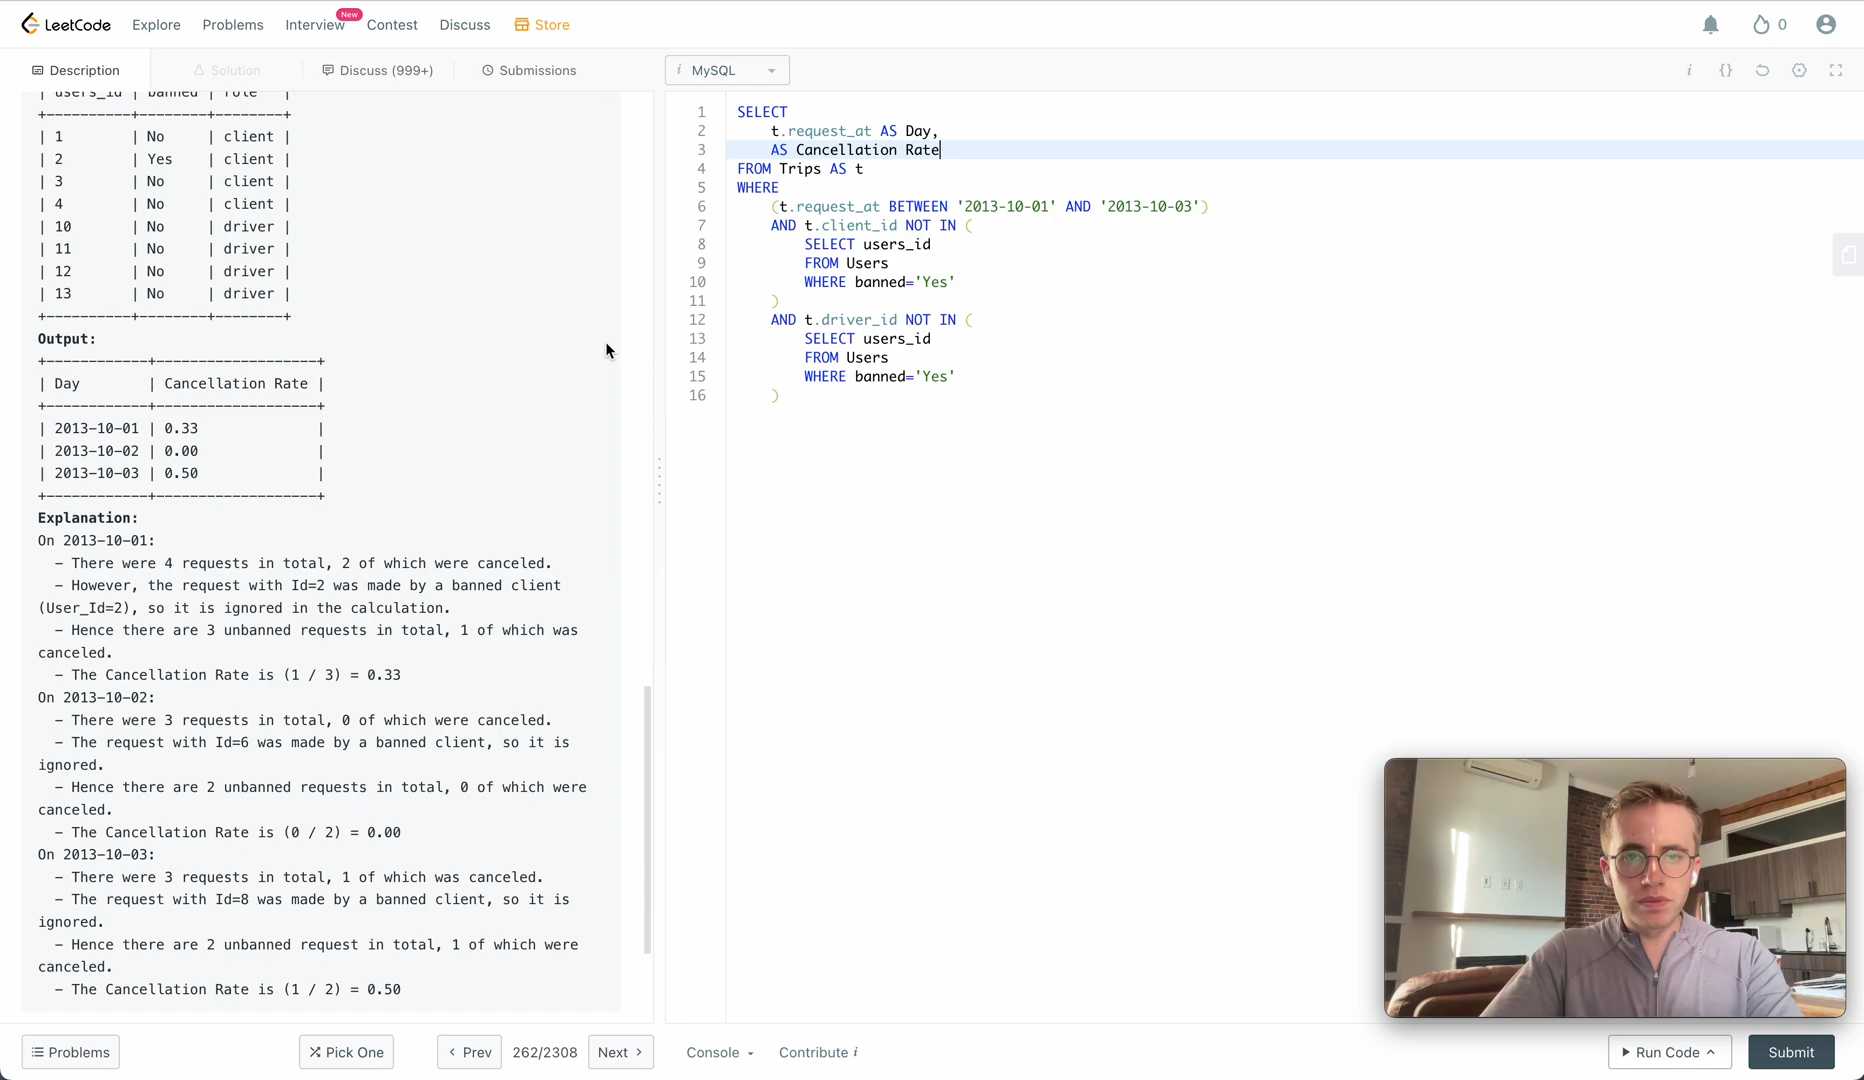 LeetCode Explore Problems Interview New Contest Discuss Store 0
Description Solution Discuss (999+) Submissions
| users_id | banned | role   |
+----------+--------+--------+
| 1        | No     | client |
| 2        | Yes    | client |
| 3        | No     | client |
| 4        | No     | client |
| 10       | No     | driver |
| 11       | No     | driver |
| 12       | No     | driver |
| 13       | No     | driver |
+----------+--------+--------+
Output:
+------------+-------------------+
| Day        | Cancellation Rate |
+------------+-------------------+
| 2013-10-01 | 0.33              |
| 2013-10-02 | 0.00              |
| 2013-10-03 | 0.50              |
+------------+-------------------+
Explanation:
On 2013-10-01:
  - There were 4 requests in total, 2 of which were canceled.
  - However, the request with Id=2 was made by a banned client
(User_Id=2), so it is ignored in the calculation.
  - Hence there are 3 unbanned requests in total, 1 of which was
canceled.
  - The Cancellation Rate is (1 / 3) = 0.33
On 2013-10-02:
  - There were 3 requests in total, 0 of which were canceled.
  - The request with Id=6 was made by a banned client, so it is
ignored.
  - Hence there are 2 unbanned requests in total, 0 of which were
canceled.
  - The Cancellation Rate is (0 / 2) = 0.00
On 2013-10-03:
  - There were 3 requests in total, 1 of which was canceled.
  - The request with Id=8 was made by a banned client, so it is
ignored.
  - Hence there are 2 unbanned request in total, 1 of which were
canceled.
  - The Cancellation Rate is (1 / 2) = 0.50
i MySQL i {}
1 SELECT
2     t.request_at AS Day,
3     AS Cancellation Rate
4 FROM Trips AS t
5 WHERE
6     (t.request_at BETWEEN '2013-10-01' AND '2013-10-03')
7     AND t.client_id NOT IN (
8         SELECT users_id
9         FROM Users
10         WHERE banned='Yes'
11     )
12     AND t.driver_id NOT IN (
13         SELECT users_id
14         FROM Users
15         WHERE banned='Yes'
16     )
Problems Pick One < Prev 262/2308 Next > Console Contribute i Run Code Submit